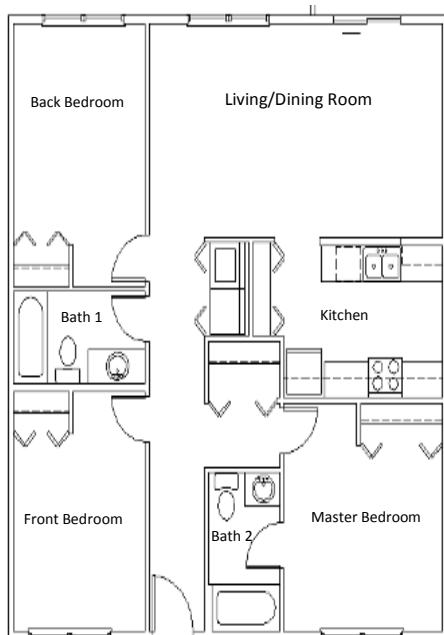 Back Bedroom
Living/Dining Room
Bath 1
Kitchen
Front Bedroom
Master Bedroom
Bath 2